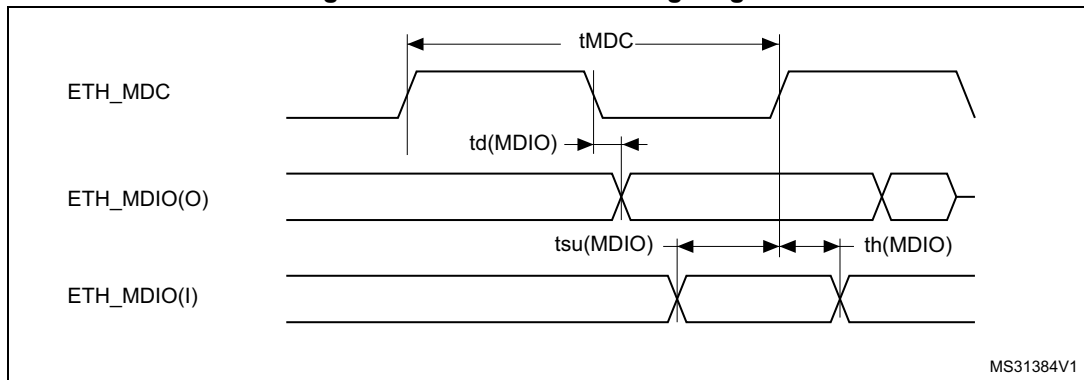 tMDC
ETH_MDC
td(MDIO)
ETH_MDIO(O)
tsu(MDIO)
th(MDIO)
ETH_MDIO(I)
MS31384V1